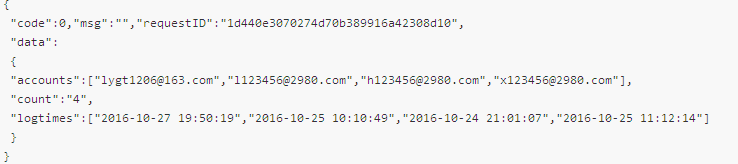 {
"code":0,"msg":"","requestID":"1d440e3070274d70b389916a42308d10",
"data":
{
"accounts":["lygt1206@163.com","l123456@2980.com","h123456@2980.com","x123456@2980.com"],
"count":"4",
"logtimes":["2016-10-27 19:50:19","2016-10-25 10:10:49","2016-10-24 21:01:07","2016-10-25 11:12:14"]
}
}